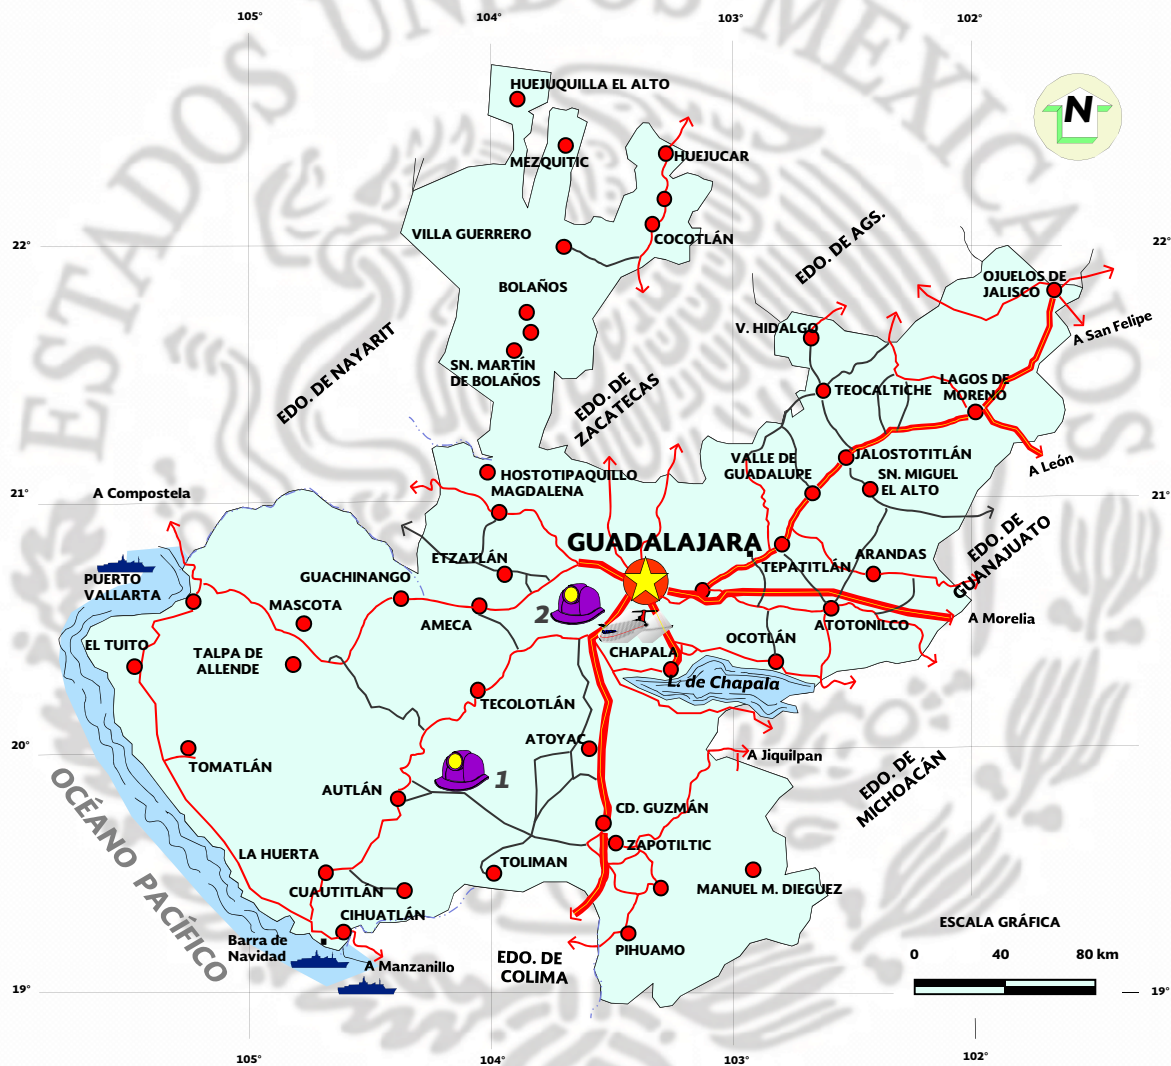 ESTADOS UNIDOS MEXICANOS
105°
104°
103°
102°
HUEJUQUILLA EL ALTO
N
MEZQUITIC
HUEJUCAR
VILLA GUERRERO
COCOTLÁN
EDO. DE AGS.
22°
22°
BOLAÑOS
OJUELOS DE
JALISCO
V. HIDALGO
A San Felipe
EDO. DE NAYARIT
SN. MARTÍN
DE BOLAÑOS
EDO. DE
ZACATECAS
TEOCALTICHE
LAGOS DE
MORENO
VALLE DE
GUADALUPE
JALOSTOTITLÁN
A León
SN. MIGUEL
EL ALTO
HOSTOTIPAQUILLO
MAGDALENA
A Compostela
21°
21°
EDO. DE
GUANAJUATO
GUADALAJARA
ETZATLÁN
TEPATITLÁN
ARANDAS
PUERTO
VALLARTA
GUACHINANGO
MASCOTA
2
AMECA
ATOTONILCO
A Morelia
EL TUITO
TALPA DE
ALLENDE
CHAPALA
OCOTLÁN
L. de Chapala
TECOLOTLÁN
20°
20°
ATOYAC
A Jiquilpan
TOMATLÁN
1
AUTLÁN
EDO. DE
MICHOACÁN
OCÉANO PACÍFICO
CD. GUZMÁN
ZAPOTILTIC
LA HUERTA
TOLIMAN
CUAUTITLÁN
MANUEL M. DIEGUEZ
CIHUATLÁN
Barra de
Navidad
A Manzanillo
EDO. DE
COLIMA
PIHUAMO
ESCALA GRÁFICA
0 40 80 km
19°
19°
105°
104°
103°
102°